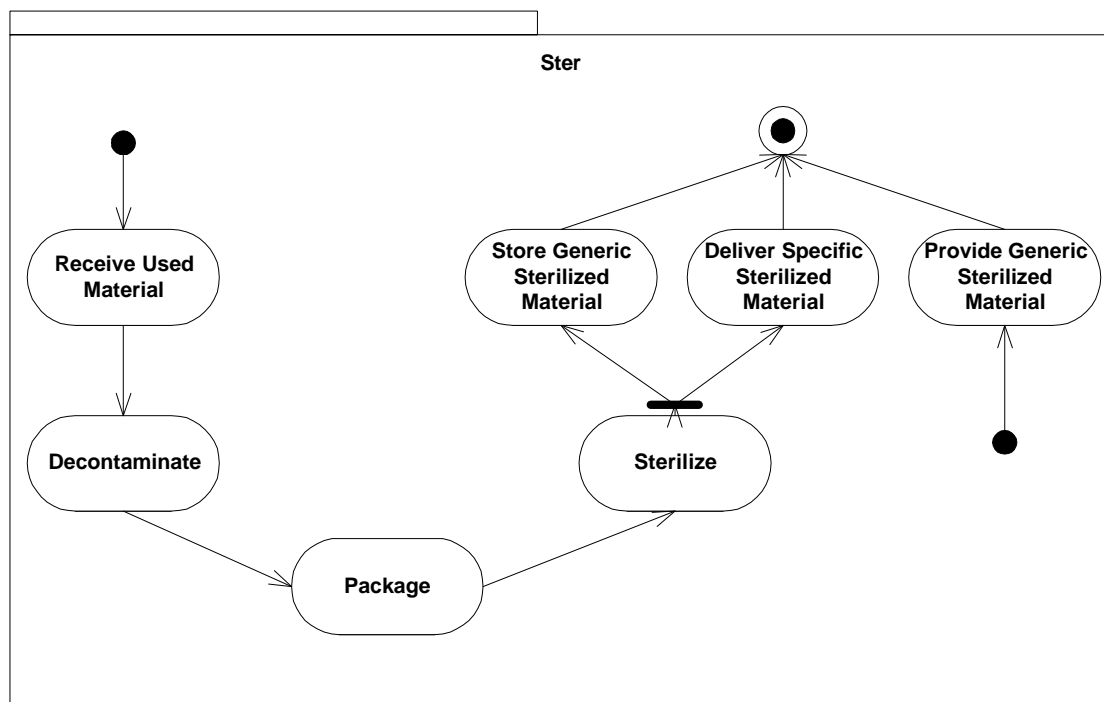 Ster
Receive Used
Material
Store Generic
Sterilized
Material
Deliver Specific
Sterilized
Material
Provide Generic
Sterilized
Material
Decontaminate
Sterilize
Package